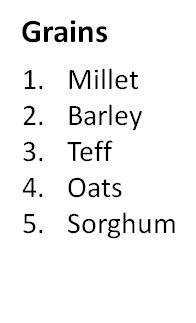 Grains
1. Millet
2. Barley
3. Teff
4. Oats
5. Sorghum